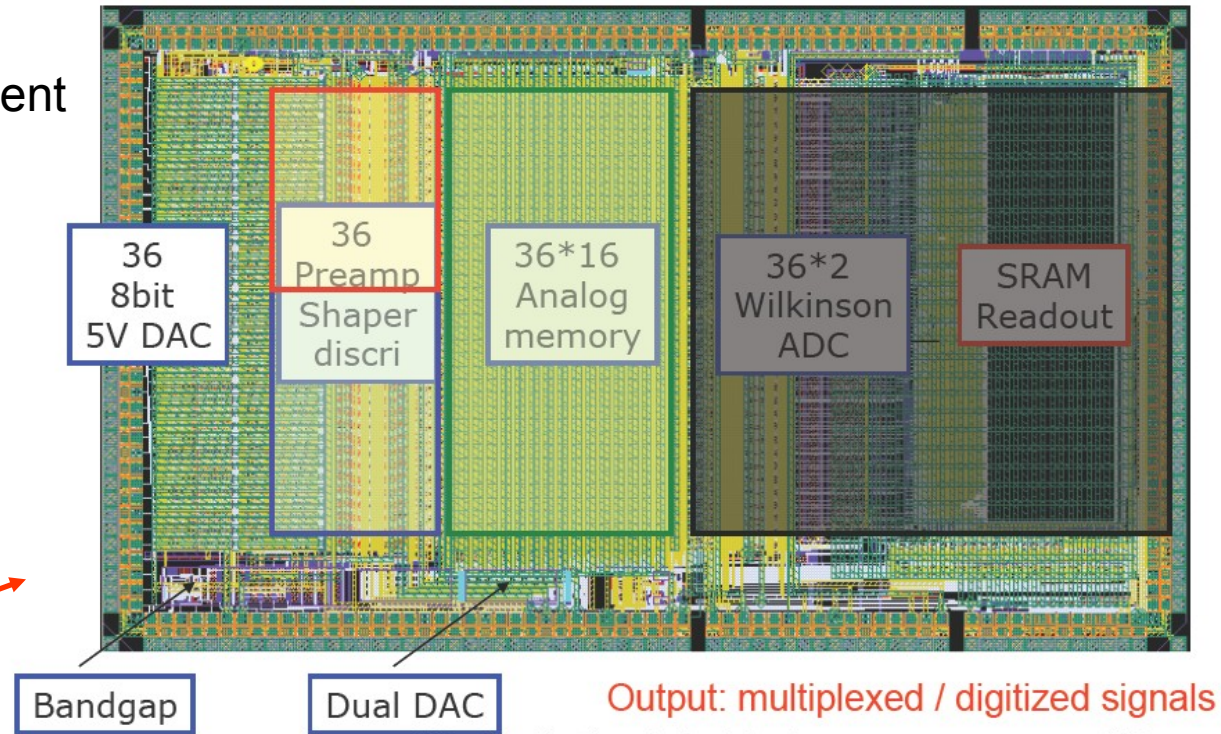 ent
36
8bit
5V DAC
36
Preamp
Shaper
discri
36*16
Analog
memory
36*2
Wilkinson
ADC
SRAM
Readout
Bandgap
Dual DAC
Output: multiplexed / digitized signals